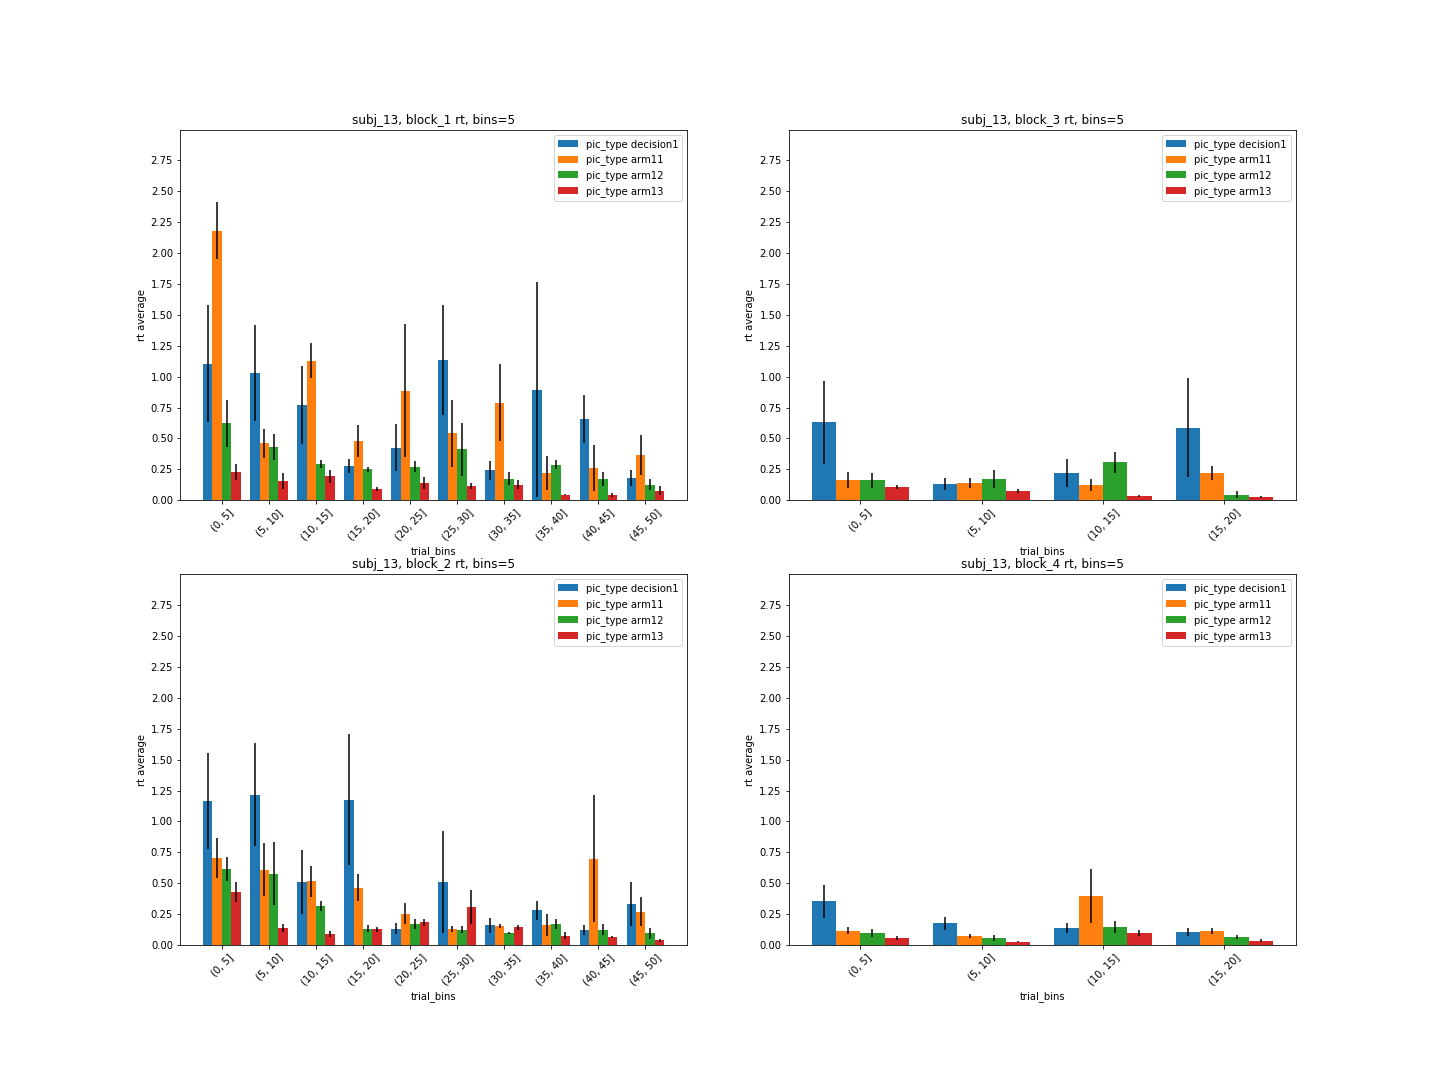 subj_13, block_1 rt, bins=5
pic_type decision1
pic_type arm11
pic_type arm12
pic_type arm13
2.75
2.50
2.25
2.00
1.75
1.50
1.25
1.00
0.75
0.50
0.25
0.00
rt average
(0, 5]
(5, 10]
(10, 15]
(15, 20]
(20, 25]
(25, 30]
(30, 35]
(35, 40]
(40, 45]
(45, 50]
trial_bins
subj_13, block_3 rt, bins=5
pic_type decision1
pic_type arm11
pic_type arm12
pic_type arm13
2.75
2.50
2.25
2.00
1.75
1.50
1.25
1.00
0.75
0.50
0.25
0.00
rt average
(0, 5]
(5, 10]
(10, 15]
(15, 20]
trial_bins
subj_13, block_2 rt, bins=5
pic_type decision1
pic_type arm11
pic_type arm12
pic_type arm13
2.75
2.50
2.25
2.00
1.75
1.50
1.25
1.00
0.75
0.50
0.25
0.00
rt average
(0, 5]
(5, 10]
(10, 15]
(15, 20]
(20, 25]
(25, 30]
(30, 35]
(35, 40]
(40, 45]
(45, 50]
trial_bins
subj_13, block_4 rt, bins=5
pic_type decision1
pic_type arm11
pic_type arm12
pic_type arm13
2.75
2.50
2.25
2.00
1.75
1.50
1.25
1.00
0.75
0.50
0.25
0.00
rt average
(0, 5]
(5, 10]
(10, 15]
(15, 20]
trial_bins